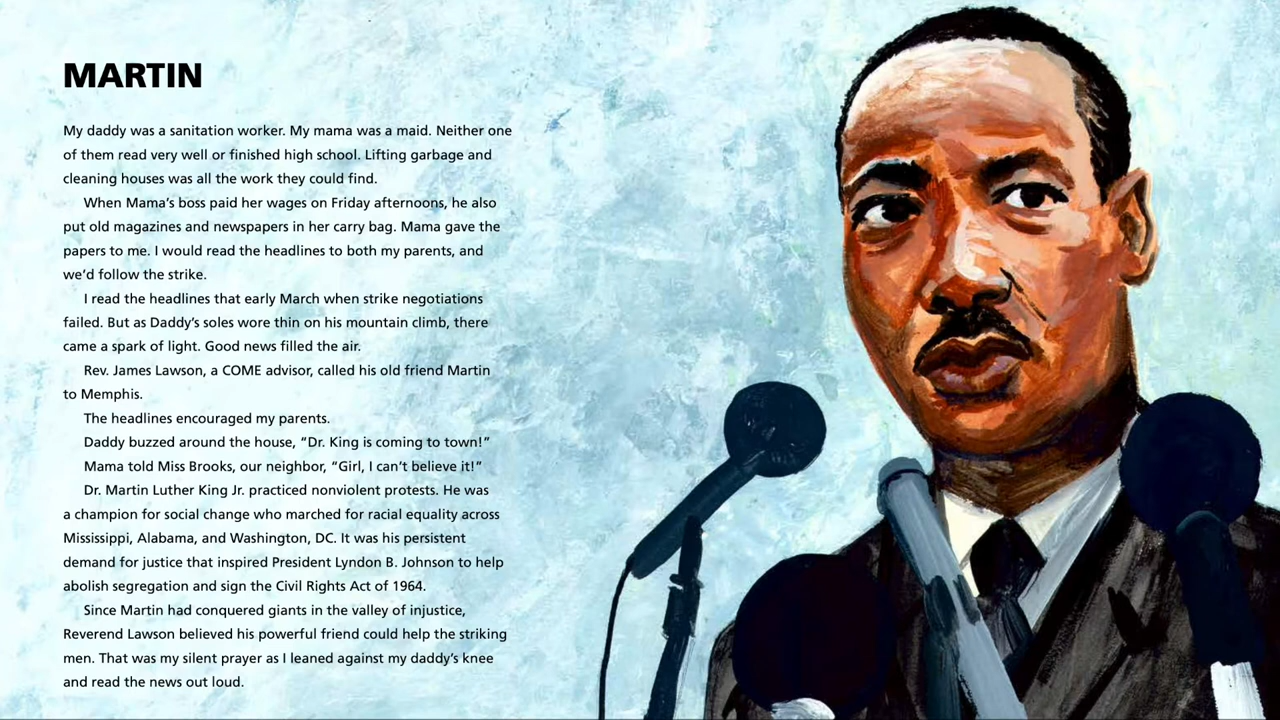 MARTIN
My daddy was a sanitation worker. My mama was a maid. Neither one
of them read very well or finished high school. Lifting garbage and
cleaning houses was all the work they could find.
When Mama’s boss paid her wages on Friday afternoons, he also
put old magazines and newspapers in her carry bag. Mama gave the
papers to me. I would read the headlines to both my parents, and
we’d follow the strike.
I read the headlines that early March when strike negotiations
failed. But as Daddy’s soles wore thin on his mountain climb, there
came a spark of light. Good news filled the air.
Rev. James Lawson, a COME advisor, called his old friend Martin
to Memphis.
The headlines encouraged my parents.
Daddy buzzed around the house, “Dr. King is coming to town!”
Mama told Miss Brooks, our neighbor, “Girl, I can’t believe it!”
Dr. Martin Luther King Jr. practiced nonviolent protests. He was
a champion for social change who marched for racial equality across
Mississippi, Alabama, and Washington, DC. It was his persistent
demand for justice that inspired President Lyndon B. Johnson to help
abolish segregation and sign the Civil Rights Act of 1964.
Since Martin had conquered giants in the valley of injustice,
Reverend Lawson believed his powerful friend could help the striking
men. That was my silent prayer as I leaned against my daddy’s knee
and read the news out loud.